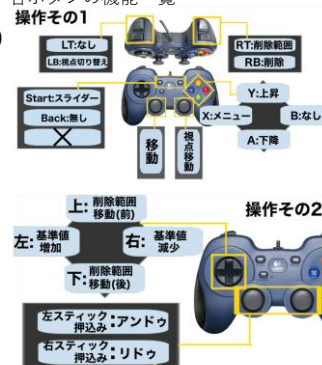 操作その1
LT:なし
LB:視点切り替え
RT:削除範囲
RB:削除
Start:スライダー
Back:無し
Y:上昇
X:メニュー
B:なし
A:下降
移動
視点移動
操作その2
上: 削除範囲
移動(前)
左: 基準値
増加
右: 基準値
減少
下: 削除範囲
移動(後)
左スティック
押込み:アンドゥ
右スティック
押込み:リドゥ